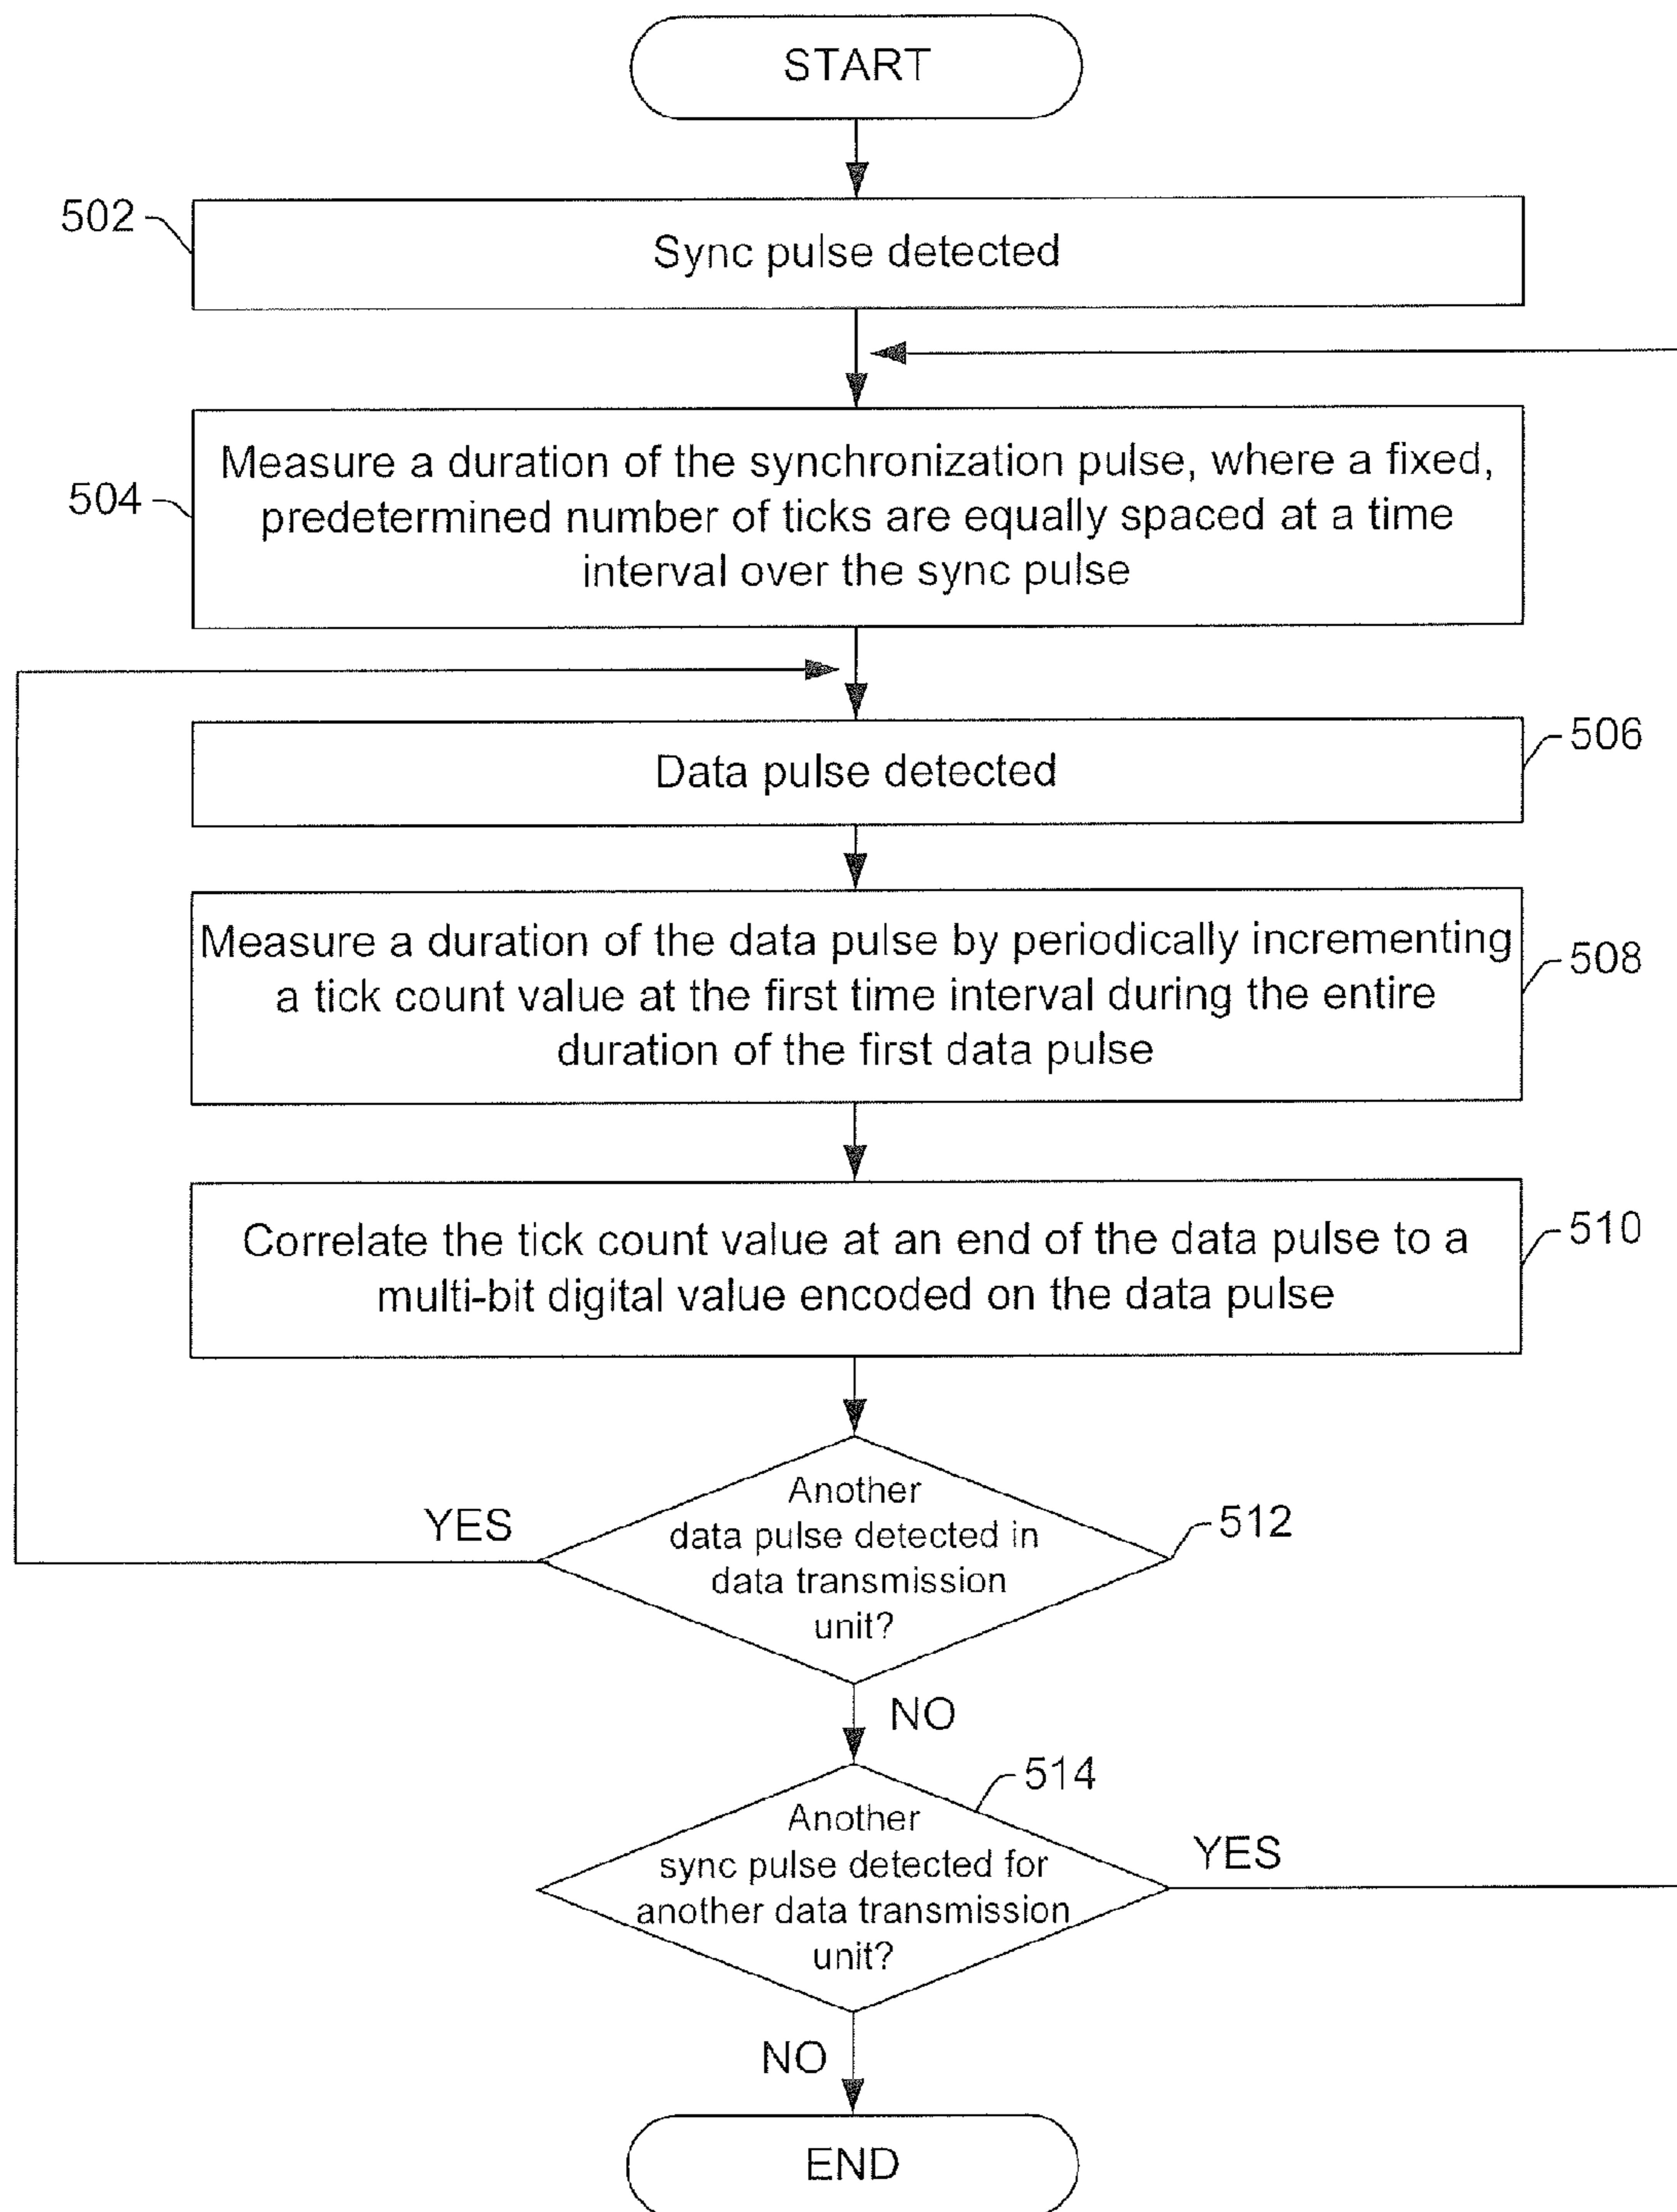 START
502
Sync pulse detected
504
Measure a duration of the synchronization pulse, where a fixed,
predetermined number of ticks are equally spaced at a time
interval over the sync pulse
506
Data pulse detected
Measure a duration of the data pulse by periodically incrementing
a tick count value at the first time interval during the entire
duration of the first data pulse
508
Correlate the tick count value at an end of the data pulse to a
multi-bit digital value encoded on the data pulse
510
YES
Another
data pulse detected in
data transmission
unit?
512
NO
514
Another
sync pulse detected for
another data transmission
unit?
YES
NO
END